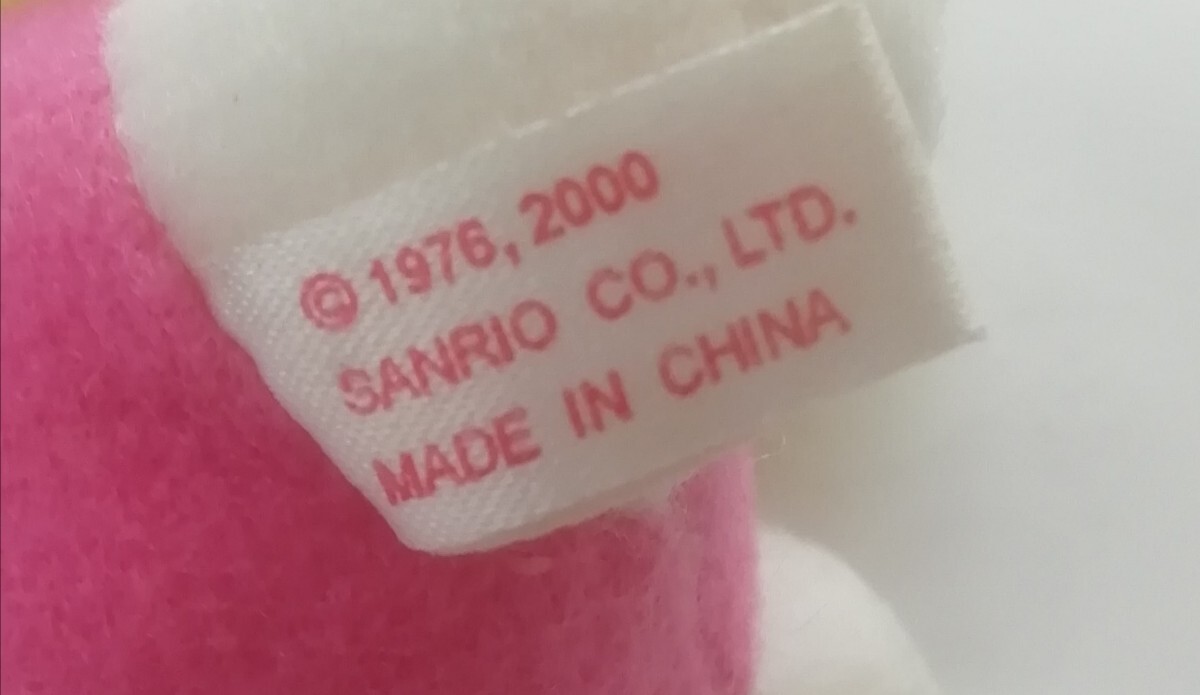 © 1976, 2000
SANRIO CO., LTD.
MADE IN CHINA